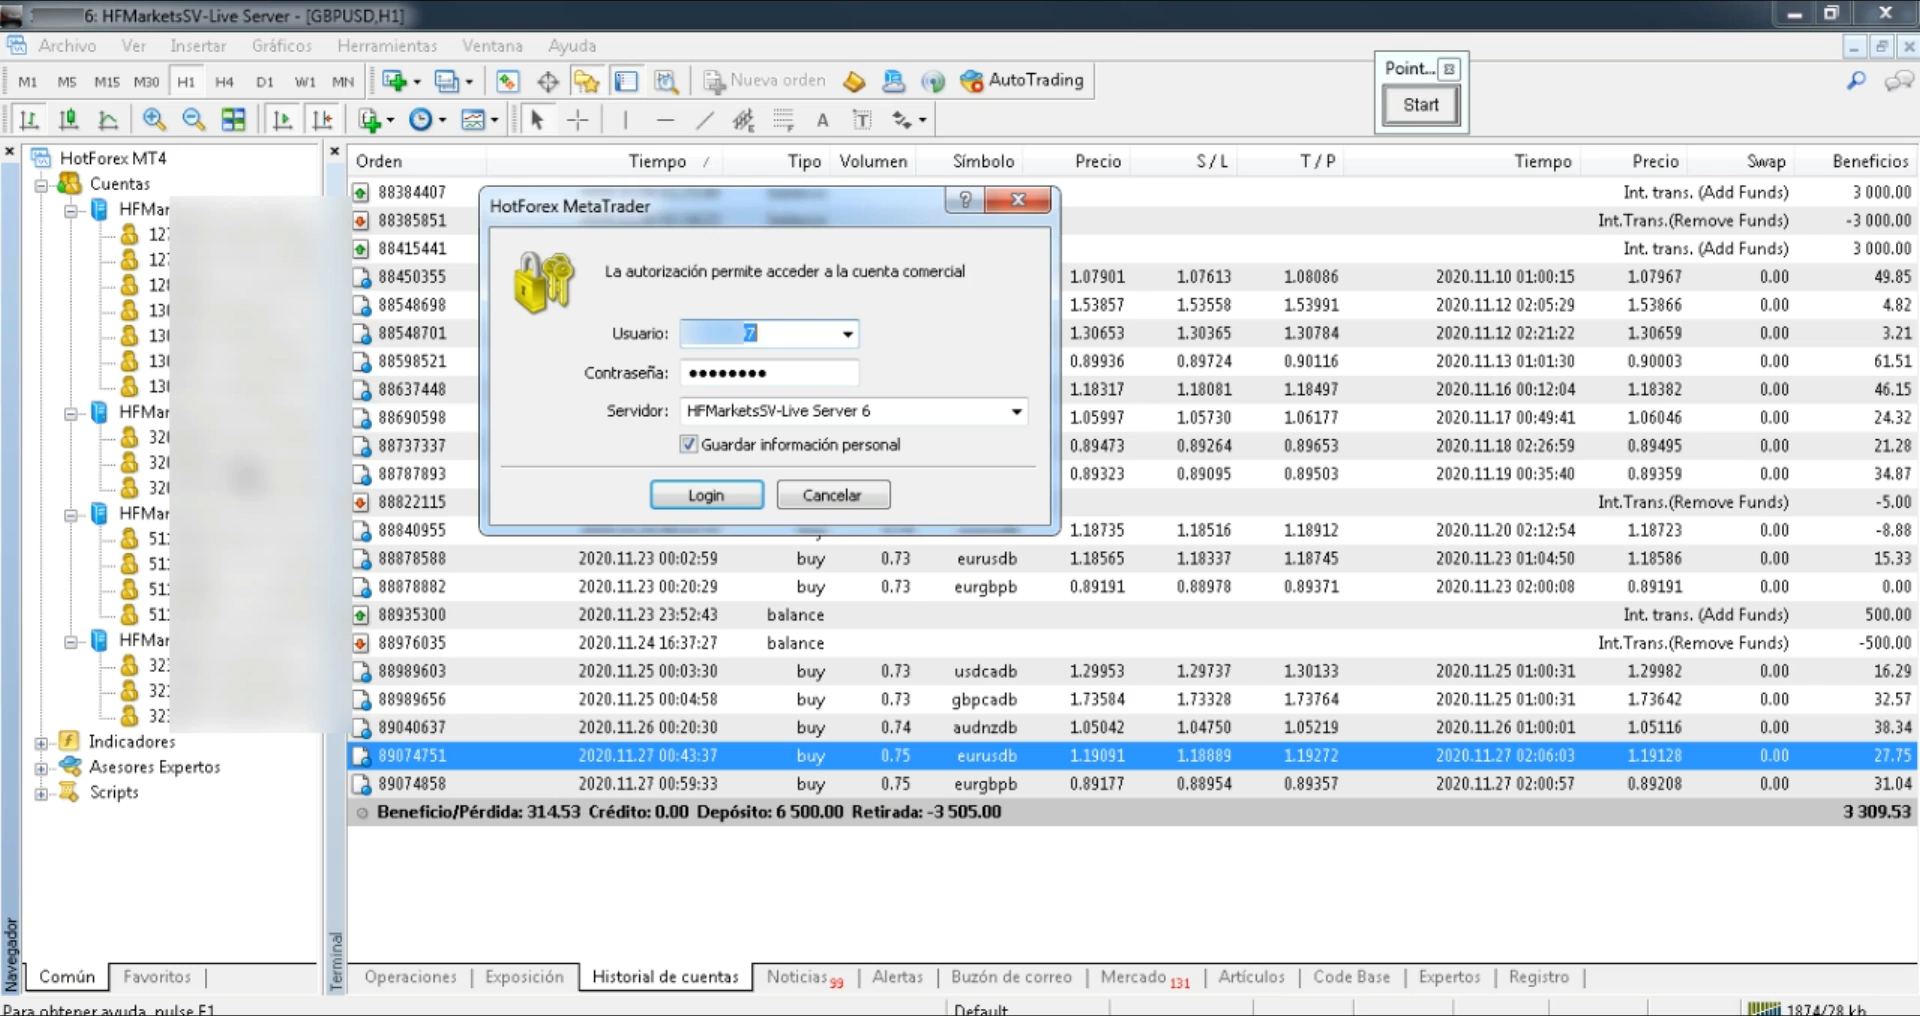 6: HFMarketsSV-Live Server - [GBPUSD,H1]
Archivo Ver Insertar Gráficos Herramientas Ventana Ayuda
M1 M5 M15 M30 H1 H4 D1 W1 MN Nueva orden AutoTrading
Point...
Start
HotForex MT4
Cuentas
HFMar
12
12
12
13
13
13
13
HFMar
32
32
32
HFMar
51
51
51
51
HFMar
32
32
32
Indicadores
Asesores Expertos
Scripts
Común Favoritos
Navegador
Terminal
Orden Tiempo / Tipo Volumen Símbolo Precio S / L T / P Tiempo Precio Swap Beneficios
88384407 Int. trans. (Add Funds) 3 000.00
88385851 Int.Trans.(Remove Funds) -3 000.00
88415441 Int. trans. (Add Funds) 3 000.00
88450355 1.07901 1.07613 1.08086 2020.11.10 01:00:15 1.07967 0.00 49.85
88548698 1.53857 1.53558 1.53991 2020.11.12 02:05:29 1.53866 0.00 4.82
88548701 1.30653 1.30365 1.30784 2020.11.12 02:21:22 1.30659 0.00 3.21
88598521 0.89936 0.89724 0.90116 2020.11.13 01:01:30 0.90003 0.00 61.51
88637448 1.18317 1.18081 1.18497 2020.11.16 00:12:04 1.18382 0.00 46.15
88690598 1.05997 1.05730 1.06177 2020.11.17 00:49:41 1.06046 0.00 24.32
88737337 0.89473 0.89264 0.89653 2020.11.18 02:26:59 0.89495 0.00 21.28
88787893 0.89323 0.89095 0.89503 2020.11.19 00:35:40 0.89359 0.00 34.87
88822115 Int.Trans.(Remove Funds) -5.00
88840955 1.18735 1.18516 1.18912 2020.11.20 02:12:54 1.18723 0.00 -8.88
88878588 2020.11.23 00:02:59 buy 0.73 eurusdb 1.18565 1.18337 1.18745 2020.11.23 01:04:50 1.18586 0.00 15.33
88878882 2020.11.23 00:20:29 buy 0.73 eurgbpb 0.89191 0.88978 0.89371 2020.11.23 02:00:08 0.89191 0.00 0.00
88935300 2020.11.23 23:52:43 balance Int. trans. (Add Funds) 500.00
88976035 2020.11.24 16:37:27 balance Int.Trans.(Remove Funds) -500.00
88989603 2020.11.25 00:03:30 buy 0.73 usdcadb 1.29953 1.29737 1.30133 2020.11.25 01:00:31 1.29982 0.00 16.29
88989656 2020.11.25 00:04:58 buy 0.73 gbpcadb 1.73584 1.73328 1.73764 2020.11.25 01:00:31 1.73642 0.00 32.57
89040637 2020.11.26 00:20:30 buy 0.74 audnzdb 1.05042 1.04750 1.05219 2020.11.26 01:00:01 1.05116 0.00 38.34
89074751 2020.11.27 00:43:37 buy 0.75 eurusdb 1.19091 1.18889 1.19272 2020.11.27 02:06:03 1.19128 0.00 27.75
89074858 2020.11.27 00:59:33 buy 0.75 eurgbpb 0.89177 0.88954 0.89357 2020.11.27 02:00:57 0.89208 0.00 31.04
Beneficio/Pérdida: 314.53 Crédito: 0.00 Depósito: 6 500.00 Retirada: -3 505.00 3 309.53
HotForex MetaTrader
La autorización permite acceder a la cuenta comercial
Usuario: 7
Contraseña: ●●●●●●●●
Servidor: HFMarketsSV-Live Server 6
Guardar información personal
Login Cancelar
Operaciones | Exposición Historial de cuentas Noticias 99 | Alertas | Buzón de correo | Mercado 131 | Artículos | Code Base | Expertos | Registro |
Para obtener ayuda, pulse F1 Default 1874/28 kb